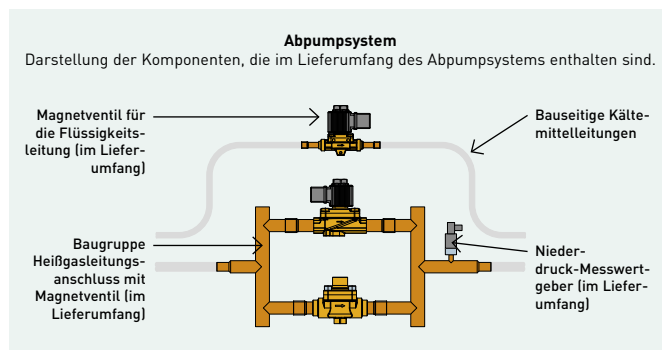 Abpumpsystem
Darstellung der Komponenten, die im Lieferumfang des Abpumpsystems enthalten sind.
Magnetventil für
die Flüssigkeits-
leitung (im Liefer-
umfang)
Bauseitige Kälte-
mittelleitungen
Baugruppe
Heißgasleitungs-
anschluss mit
Magnetventil (im
Lieferumfang)
Nieder-
druck-Messwert-
geber (im Liefer-
umfang)